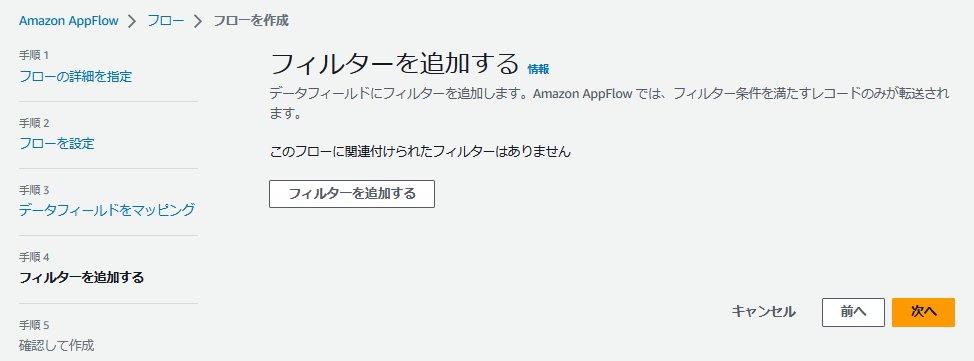 Amazon AppFlow > フロー > フローを作成
手順 1
フローの詳細を指定
手順 2
フローを設定
手順 3
データフィールドをマッピング
手順 4
フィルターを追加する
手順 5
確認して作成
フィルターを追加する 情報
データフィールドにフィルターを追加します。Amazon AppFlow では、フィルター条件を満たすレコードのみが転送され
ます。
このフローに関連付けられたフィルターはありません
フィルターを追加する
キャンセル 前へ 次へ